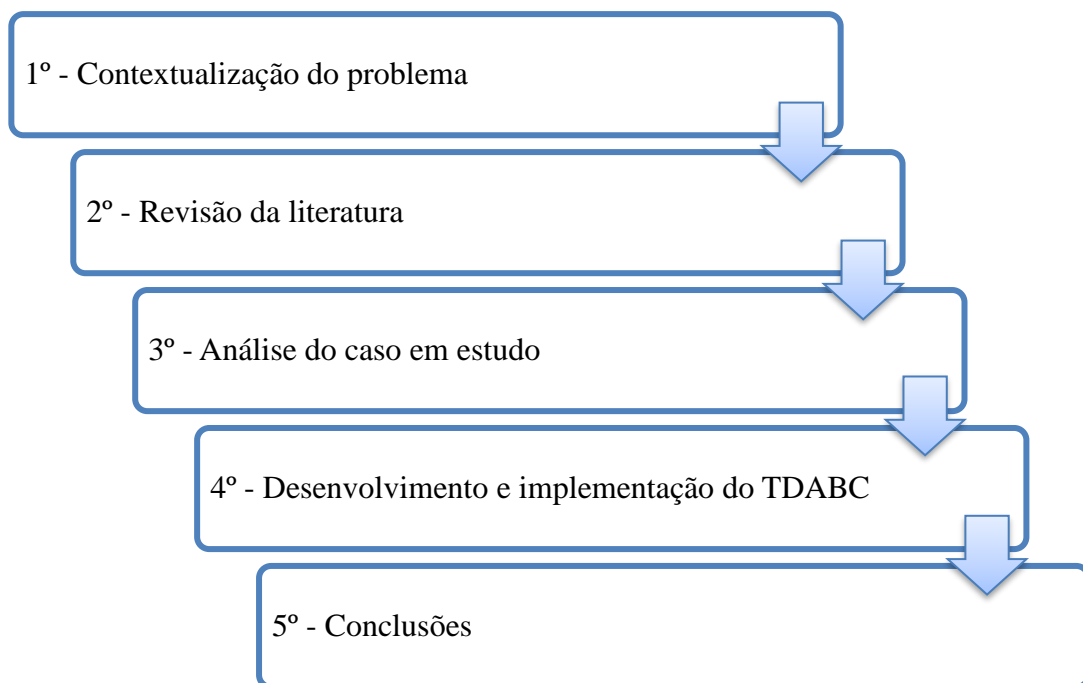 1º - Contextualização do problema
2º - Revisão da literatura
3º - Análise do caso em estudo
4º - Desenvolvimento e implementação do TDABC
5º - Conclusões